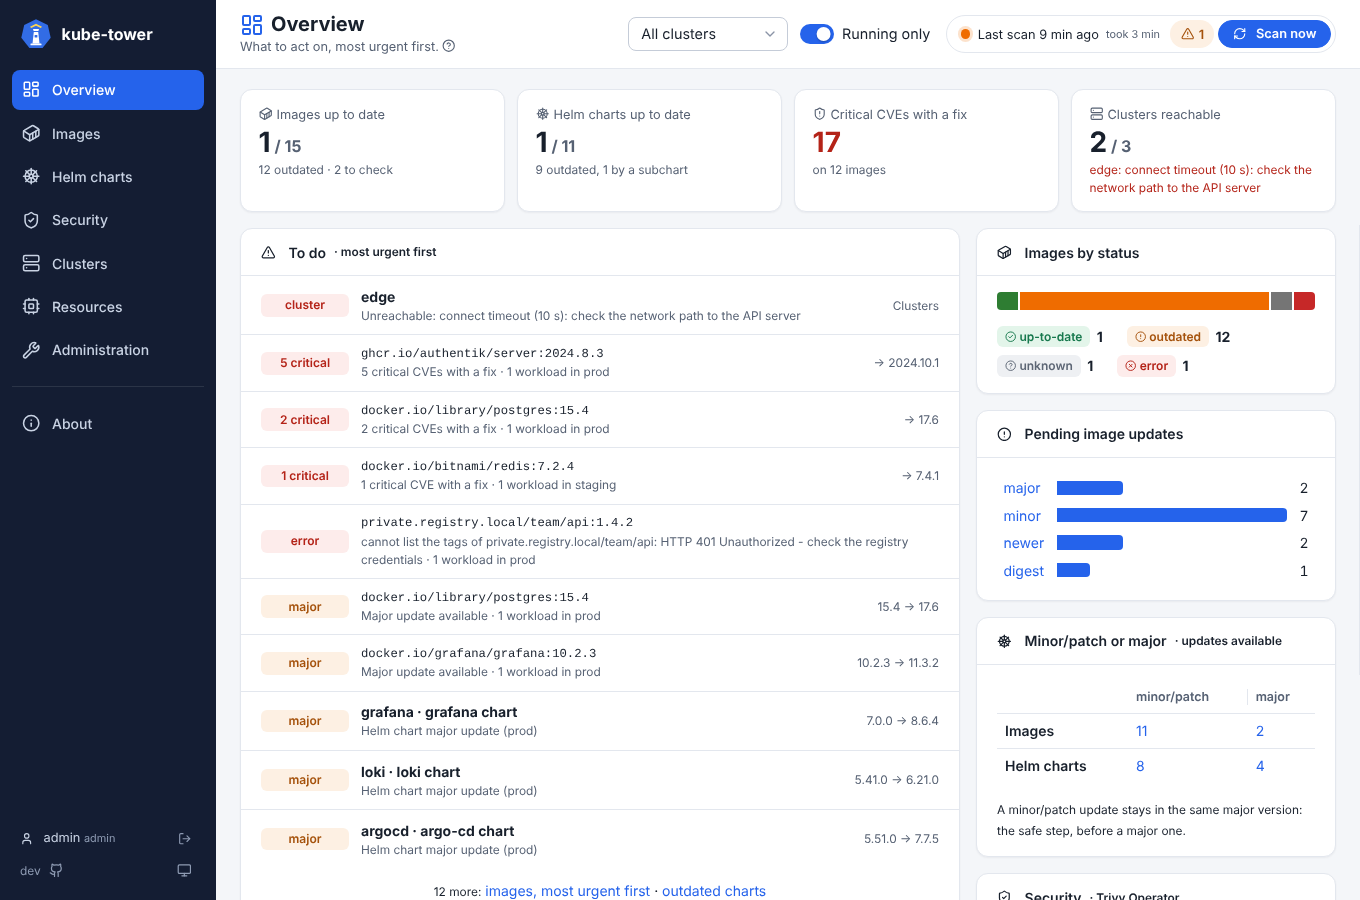 kube-tower
Overview
Images
Helm charts
Security
Clusters
Resources
Administration
About
admin admin
dev
Overview
What to act on, most urgent first.
All clusters
Running only
Last scan 9 min ago took 3 min
1
Scan now
Images up to date
1 / 15
12 outdated · 2 to check
Helm charts up to date
1 / 11
9 outdated, 1 by a subchart
Critical CVEs with a fix
17
on 12 images
Clusters reachable
2 / 3
edge: connect timeout (10 s): check the
network path to the API server
To do · most urgent first
cluster
edge
Unreachable: connect timeout (10 s): check the network path to the API server
Clusters
5 critical
ghcr.io/authentik/server:2024.8.3
5 critical CVEs with a fix · 1 workload in prod
→ 2024.10.1
2 critical
docker.io/library/postgres:15.4
2 critical CVEs with a fix · 1 workload in prod
→ 17.6
1 critical
docker.io/bitnami/redis:7.2.4
1 critical CVE with a fix · 1 workload in staging
→ 7.4.1
error
private.registry.local/team/api:1.4.2
cannot list the tags of private.registry.local/team/api: HTTP 401 Unauthorized - check the registry
credentials · 1 workload in prod
major
docker.io/library/postgres:15.4
Major update available · 1 workload in prod
15.4 → 17.6
major
docker.io/grafana/grafana:10.2.3
Major update available · 1 workload in prod
10.2.3 → 11.3.2
major
grafana · grafana chart
Helm chart major update (prod)
7.0.0 → 8.6.4
major
loki · loki chart
Helm chart major update (prod)
5.41.0 → 6.21.0
major
argocd · argo-cd chart
Helm chart major update (prod)
5.51.0 → 7.7.5
12 more: images, most urgent first · outdated charts
Images by status
up-to-date 1
outdated 12
unknown 1
error 1
Pending image updates
major 2
minor 7
newer 2
digest 1
Minor/patch or major · updates available
minor/patch major
Images 11 2
Helm charts 8 4
A minor/patch update stays in the same major version:
the safe step, before a major one.
Security · Trivy Operator